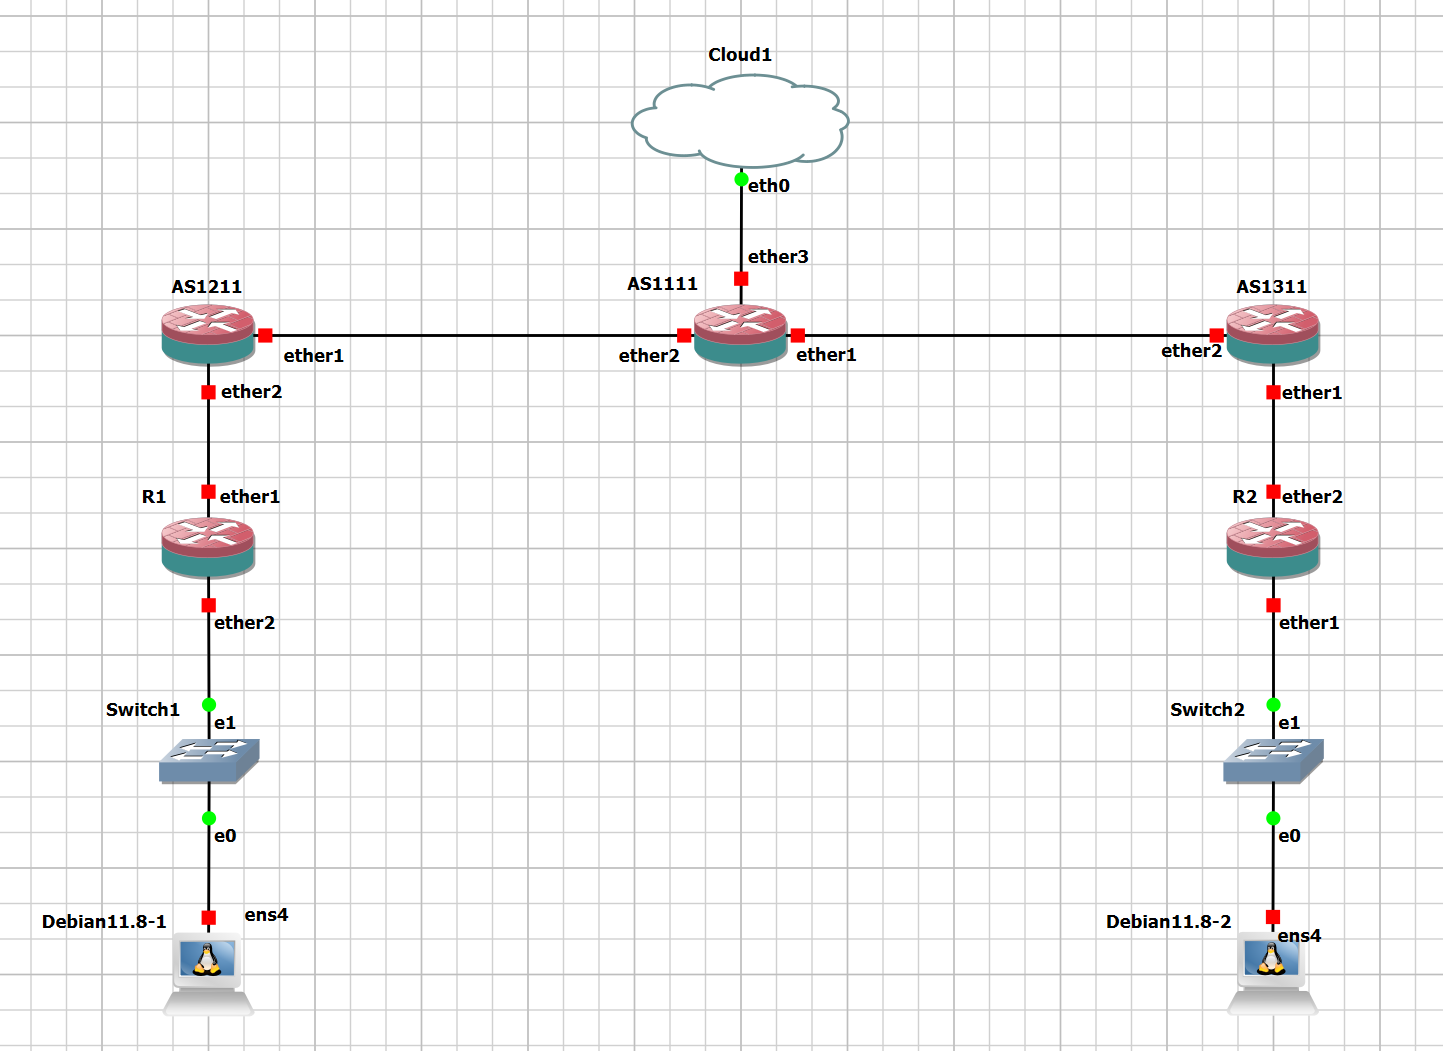 Cloud1
eth0
ether3
AS1211
AS1111
AS1311
ether1
ether2
ether1
ether2
ether2
ether1
R1
ether1
R2
ether2
ether2
ether1
Switch1
e1
Switch2
e1
e0
e0
Debian11.8-1
ens4
Debian11.8-2
ens4